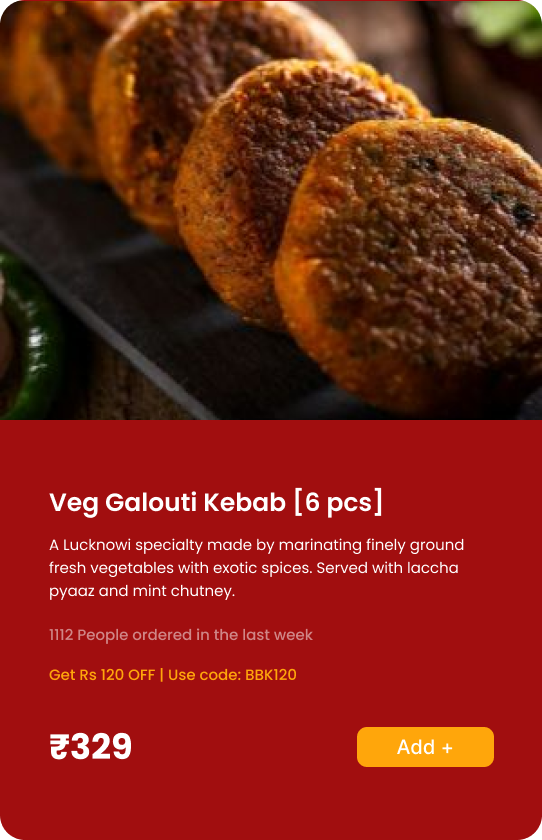 Veg Galouti Kebab [6 pcs]
A Lucknowi specialty made by marinating finely ground
fresh vegetables with exotic spices. Served with laccha
pyaaz and mint chutney.
1112 People ordered in the last week
Get Rs 120 OFF | Use code: BBK120
₹329
Add +